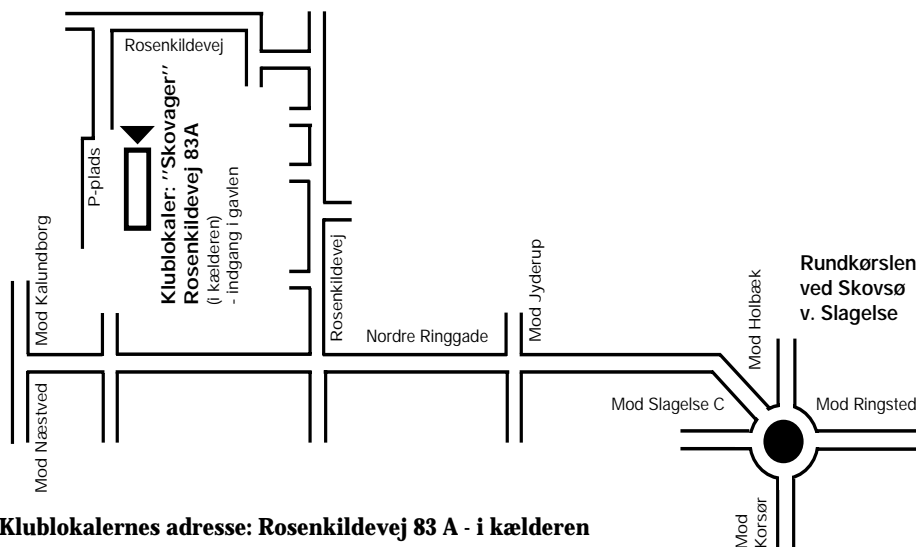 Rosenkildevej
P-plads
Klublokaler: "Skovager"
Rosenkildevej 83A
(i kælderen)
- indgang i gavlen
Mod Kalundborg
Mod Næstved
Rosenkildevej
Nordre Ringgade
Mod Jyderup
Mod Holbæk
Rundkørslen
ved Skovsø
v. Slagelse
Mod Slagelse C
Mod Ringsted
Mod
Korsør
Klublokalernes adresse: Rosenkildevej 83 A - i kælderen